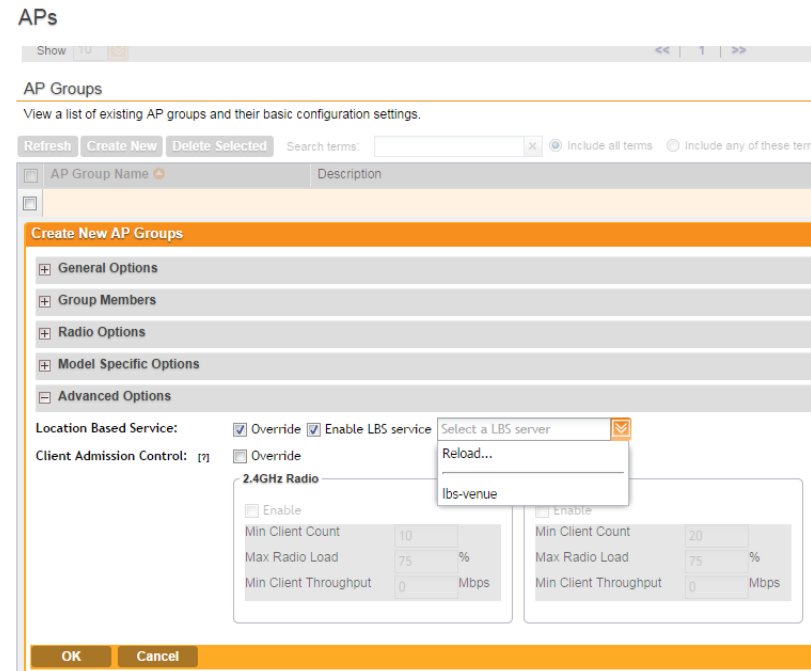 APs
Show 10 << | 1 | >>
AP Groups
View a list of existing AP groups and their basic configuration settings.
Refresh Create New Delete Selected Search terms: × Include all terms Include any of these ter
AP Group Name Description
Create New AP Groups
General Options
Group Members
Radio Options
Model Specific Options
Advanced Options
Location Based Service: Override Enable LBS service Select a LBS server
Reload...
Client Admission Control: [?] Override
2.4GHz Radio
lbs-venue
Enable Enable
Min Client Count 10 Min Client Count 20
Max Radio Load 75 % Max Radio Load 75 %
Min Client Throughput 0 Mbps Min Client Throughput 0 Mbps
OK Cancel